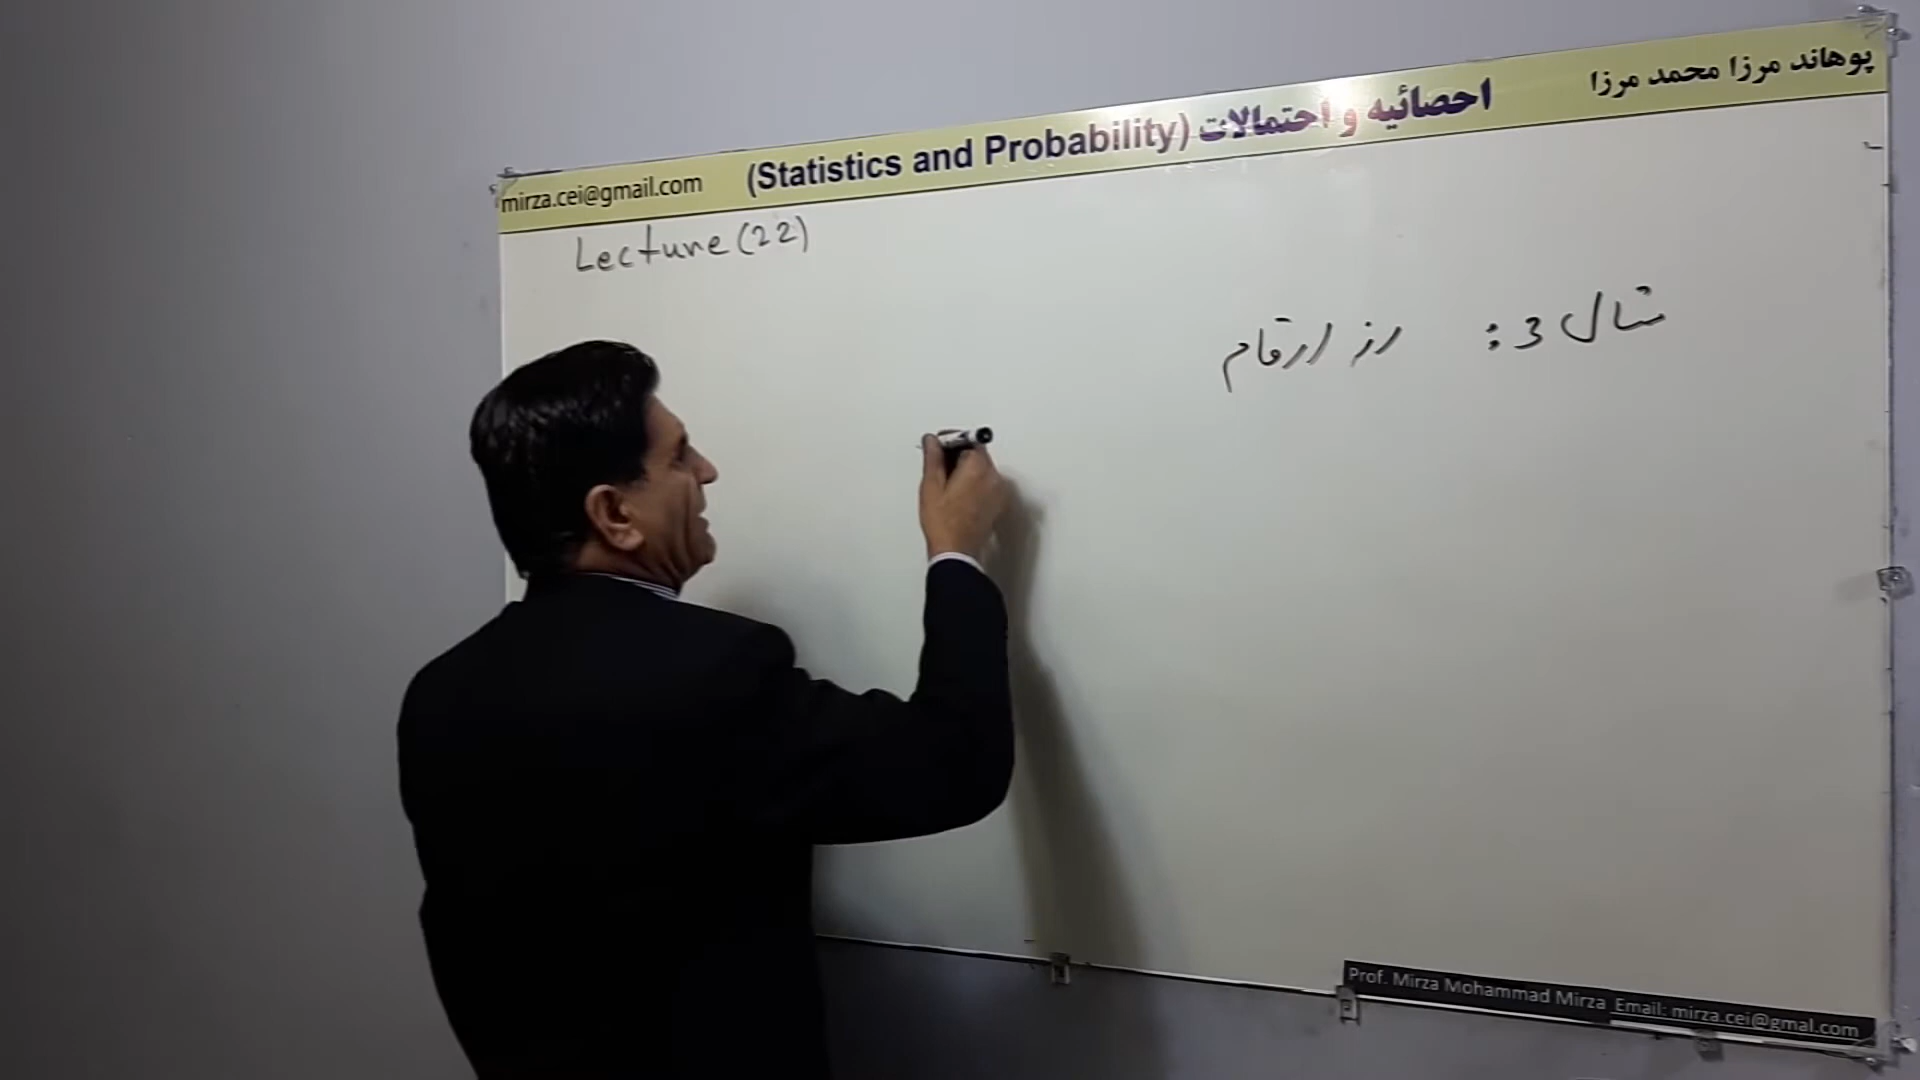 پوهاند مرزا محمد مرزا
احصائیه و احتمالات (Statistics and Probability)
mirza.cei@gmail.com
Lecture (22)
مثال 3: از ارقام
Prof. Mirza Mohammad Mirza Email: mirza.cei@gmal.com